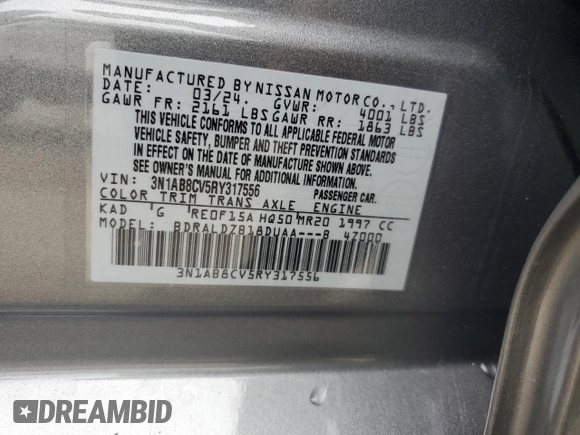 MANUFACTURED BY NISSAN MOTOR CO., LTD.
DATE: 03/24. GVWR: 4001 LBS
GAWR FR: 2161 LBS GAWR RR: 1863 LBS
THIS VEHICLE CONFORMS TO ALL APPLICABLE FEDERAL MOTOR
VEHICLE SAFETY, BUMPER AND THEFT PREVENTION STANDARDS
IN EFFECT ON THE DATE OF MANUFACTURE SHOWN ABOVE.
SEE OWNER'S MANUAL FOR ADDITIONAL INFORMATION.
VIN: 3N1AB8CV5RY317556 PASSENGER CAR.
COLOR TRIM TRANS AXLE ENGINE
KAD G RE0F15A HQ50 MR20 1997 CC
MODEL: BDRALDZB18DUAA---B 4Z000
3N1AB8CV5RY317556
DREAMBID